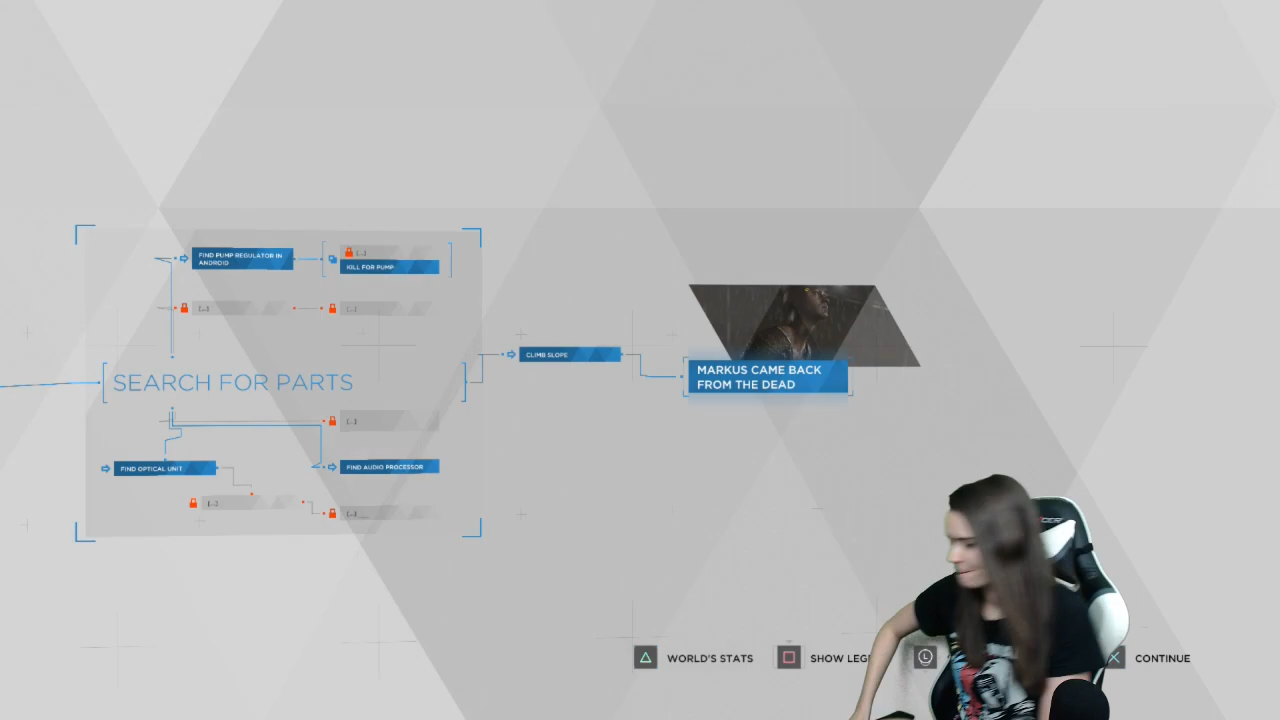 FIND PUMP REGULATOR IN
ANDROID
[...]
KILL FOR PUMP
[...]
[...]
SEARCH FOR PARTS
CLIMB SLOPE
MARKUS CAME BACK
FROM THE DEAD
[...]
FIND OPTICAL UNIT
FIND AUDIO PROCESSOR
[...]
[...]
WORLD'S STATS
SHOW LEG
L
CONTINUE